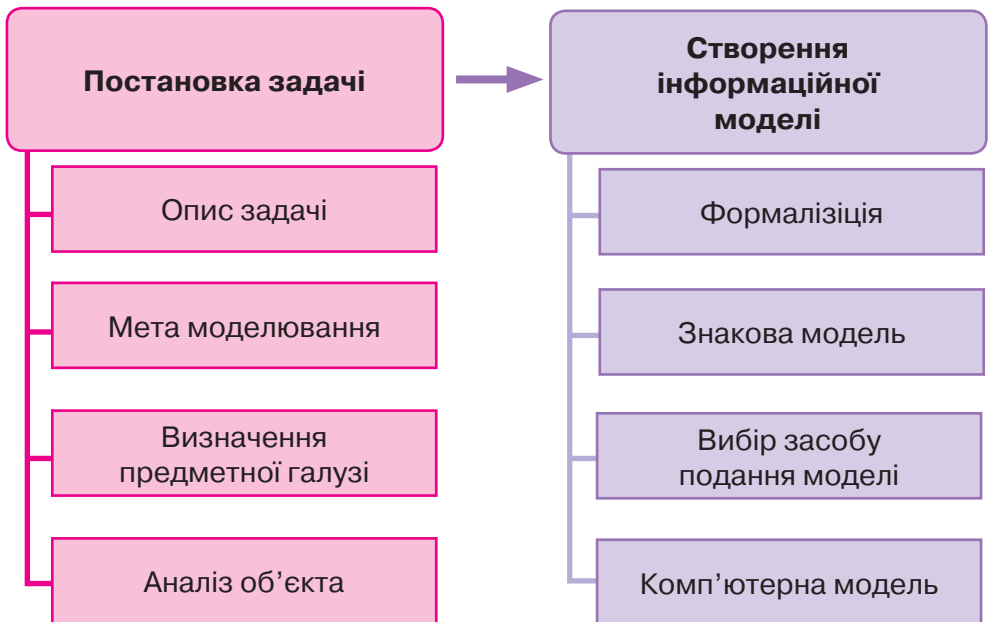 Постановка задачі
Опис задачі
Мета моделювання
Визначення
предметної галузі
Аналіз об’єкта
Створення
інформаційної
моделі
Формалізіція
Знакова модель
Вибір засобу
подання моделі
Комп’ютерна модель